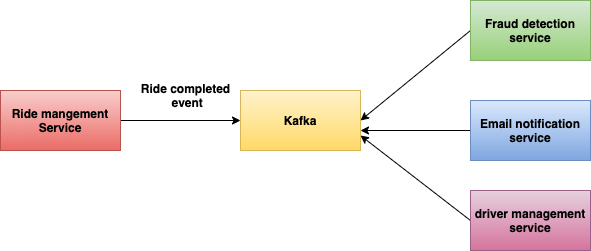 Fraud detection
service
Ride completed
event
Ride mangement
Service
Kafka
Email notification
service
driver management
service